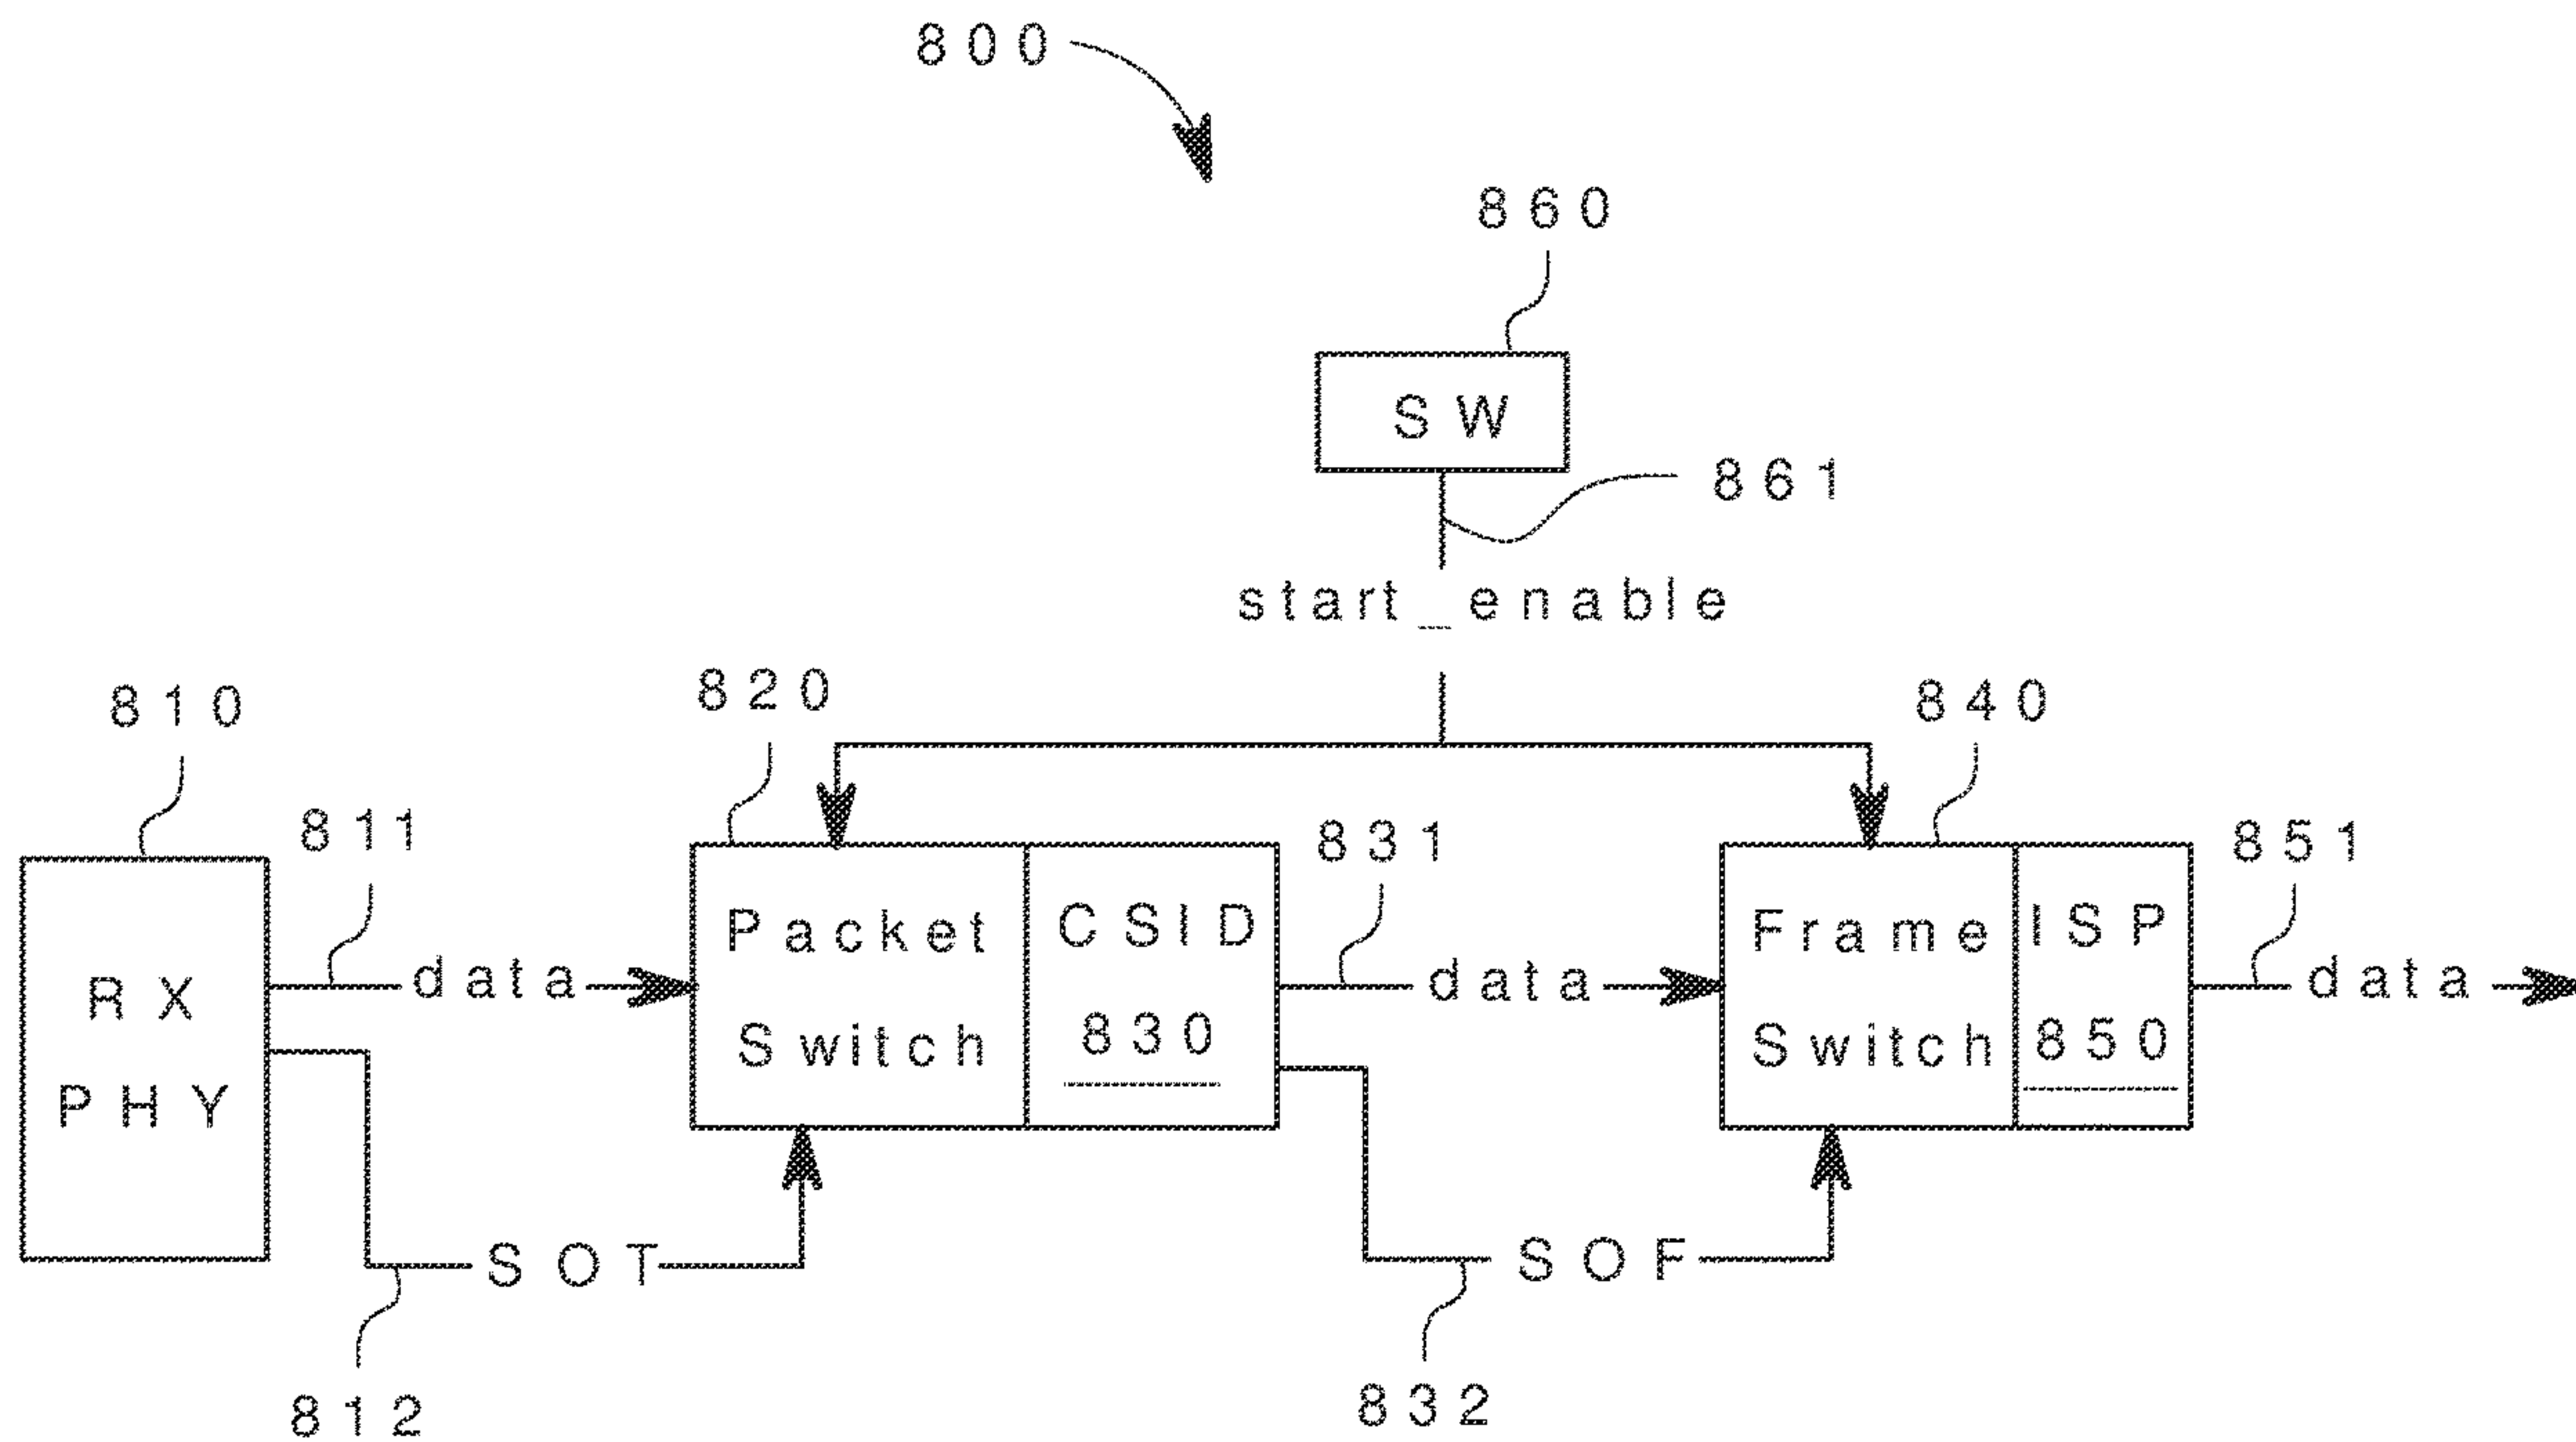 800
860
SW
861
start_enable
820
840
810
811
831
851
Packet
Switch
CSID
830
Frame
Switch
ISP
850
RX
PHY
data
data
data
SOT
SOF
812
832